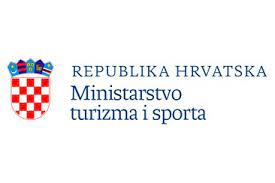 REPUBLIKA HRVATSKA
Ministarstvo
turizma i sporta